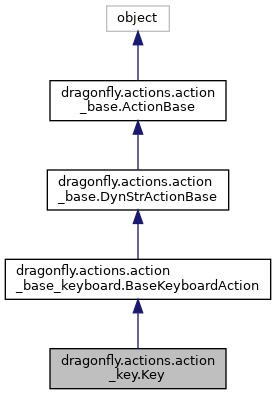 object
dragonfly.actions.action
_base.ActionBase
dragonfly.actions.action
_base.DynStrActionBase
dragonfly.actions.action
_base_keyboard.BaseKeyboardAction
dragonfly.actions.action
_key.Key